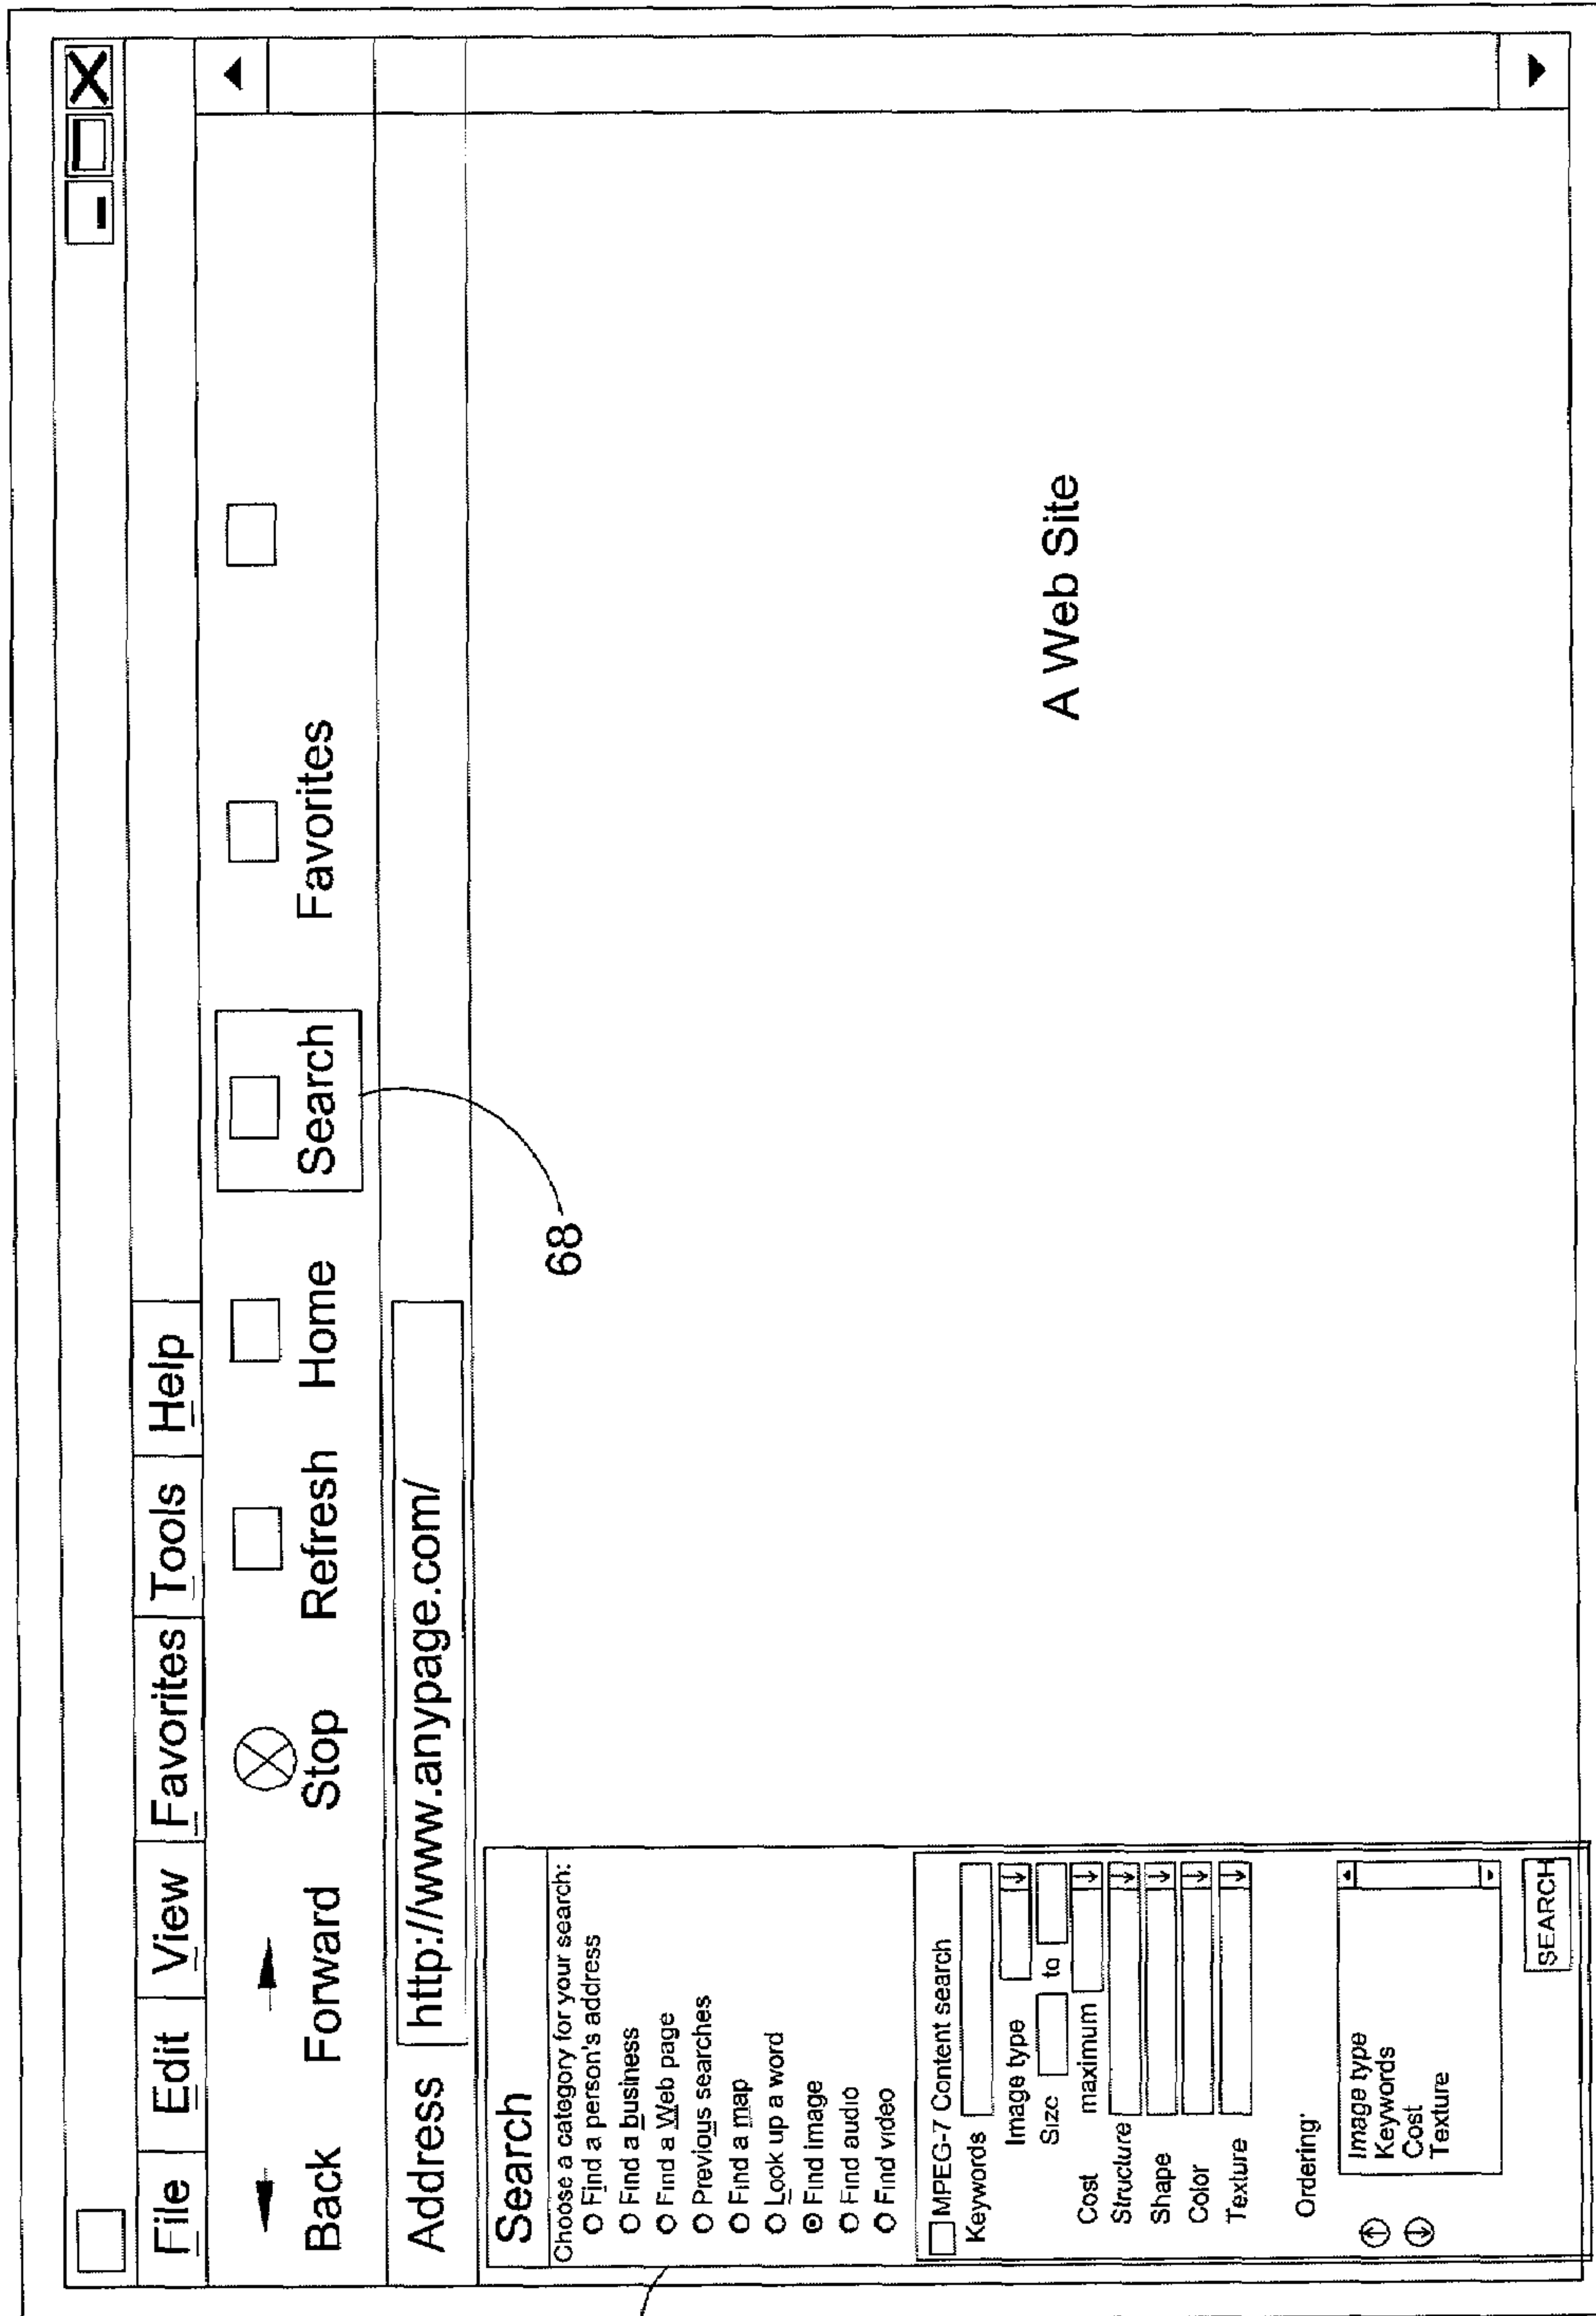 File Edit View Favorites Tools Help
Back Forward Stop Refresh Home Search Favorites
Address http://www.anypage.com/
68
Search
Choose a category for your search:
Find a person's address
Find a business
Find a Web page
Previous searches
Find a map
Look up a word
Find image
Find audio
Find video
MPEG-7 Content search
Keywords
Image type
Size to
Cost maximum
Structure
Shape
Color
Texture
Ordering:
Image type
Keywords
Cost
Texture
SEARCH
A Web Site